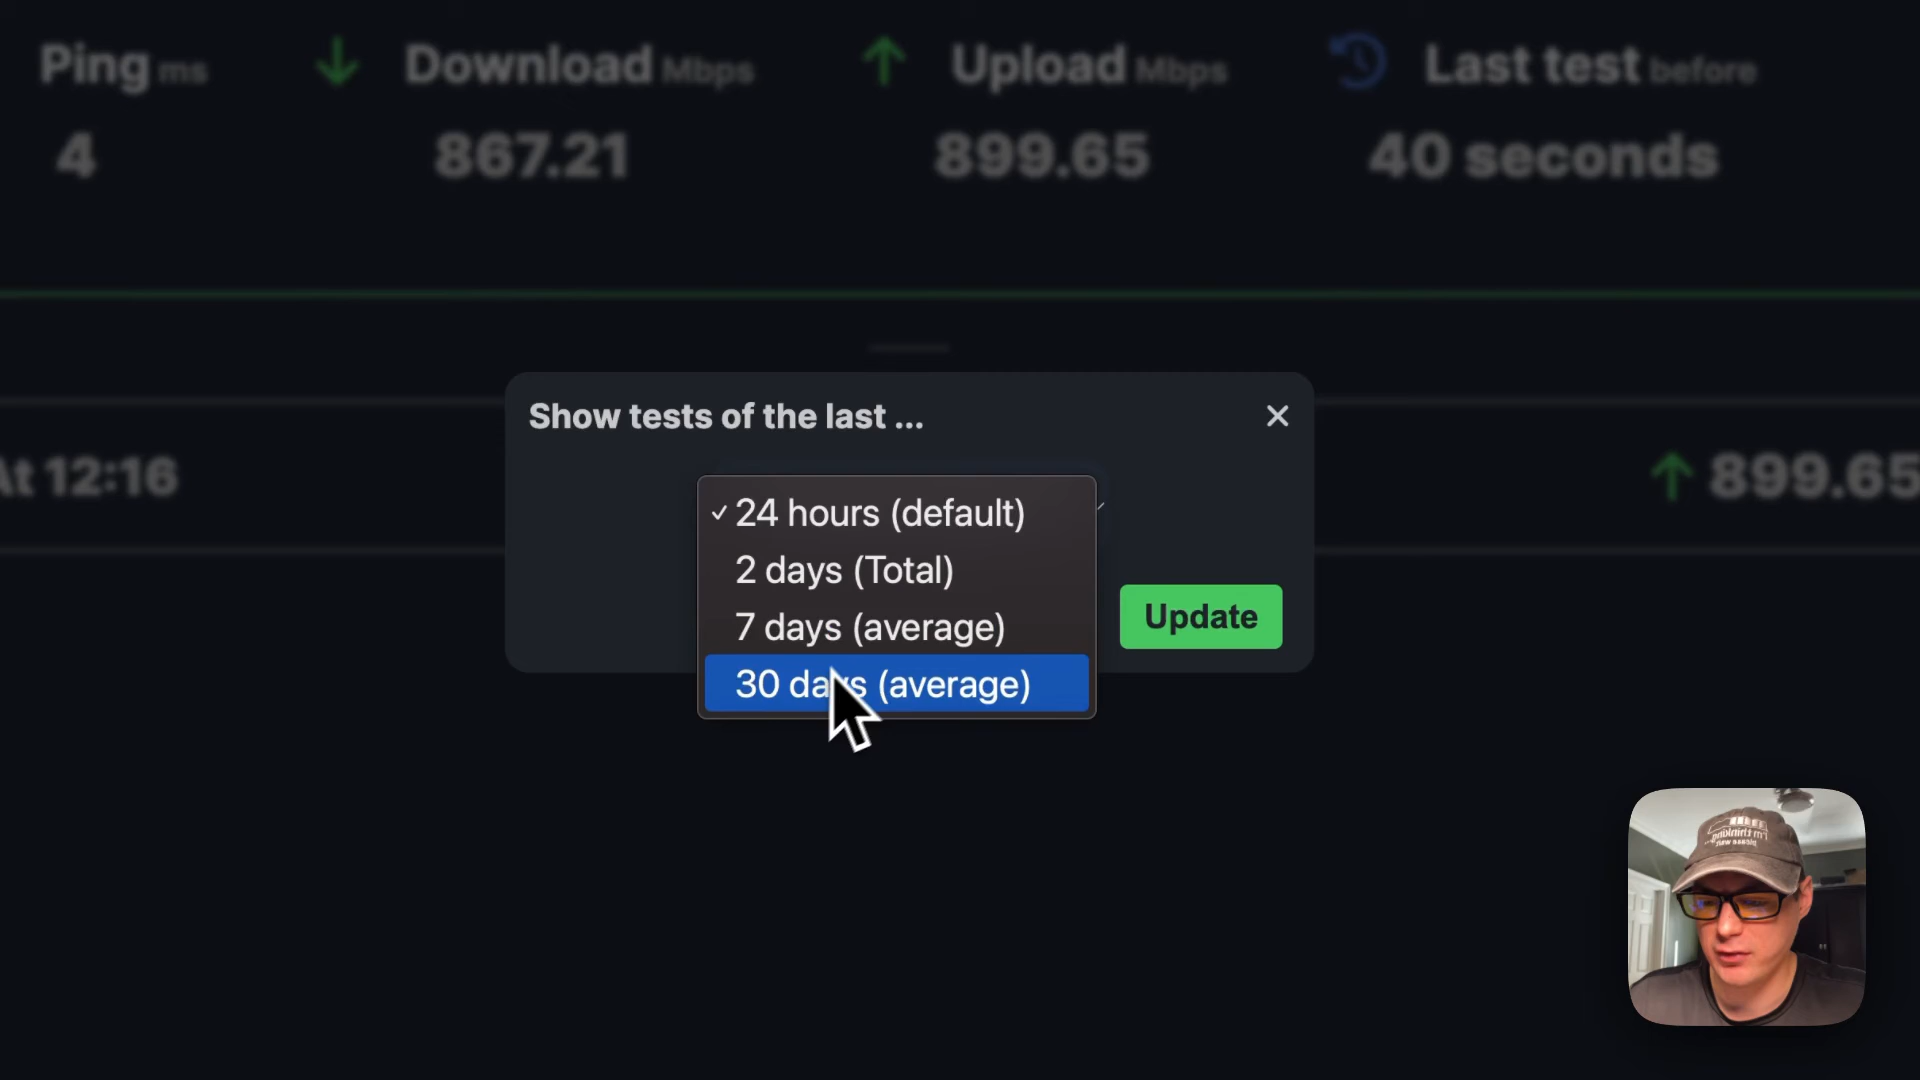 Ping ms
Download Mbps
Upload Mbps
Last test before
4
867.21
899.65
40 seconds
Show tests of the last ...
At 12:16
899.65
✓ 24 hours (default)
2 days (Total)
7 days (average)
Update
30 days (average)